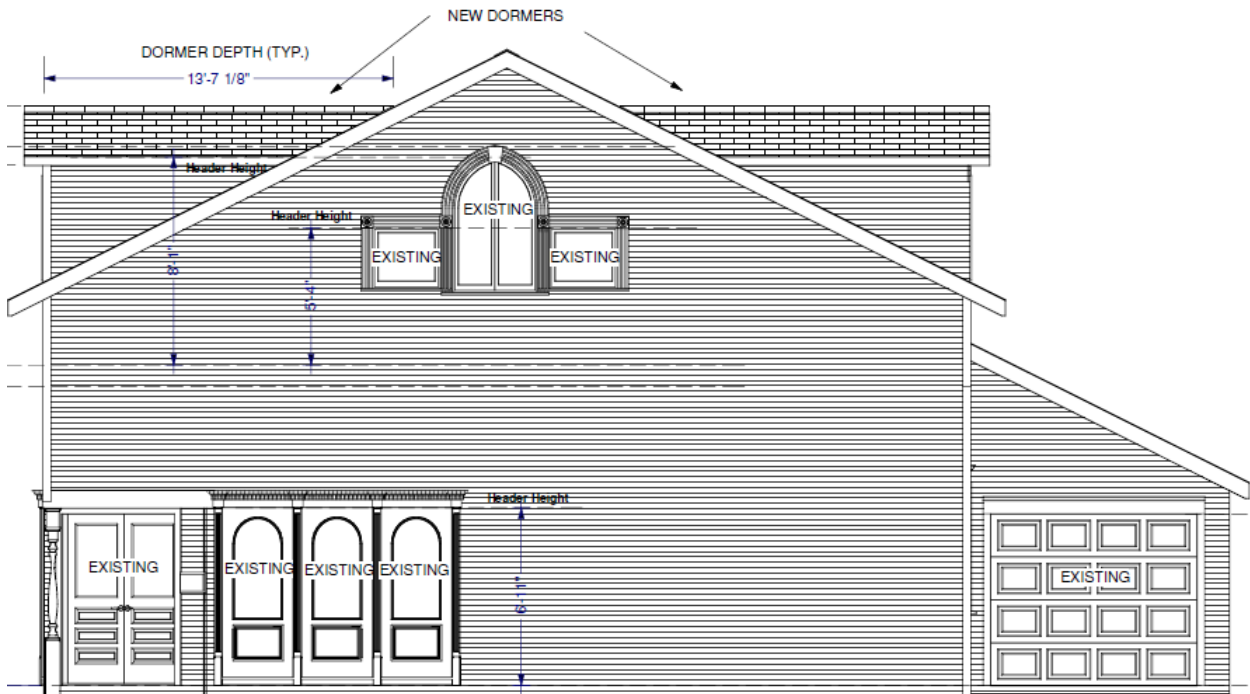 NEW DORMERS
DORMER DEPTH (TYP.)
13'-7 1/8"
Header Height
Header Height
EXISTING
EXISTING
EXISTING
8'-1"
5'-4"
Header Height
EXISTING
EXISTING
EXISTING
EXISTING
EXISTING
6'-11"